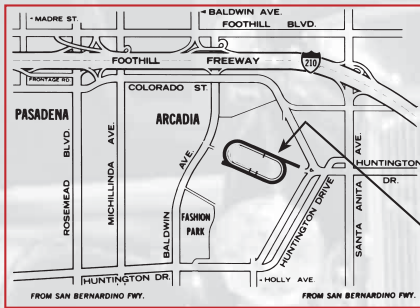 BALDWIN AVE.
MADRE ST.
FOOTHILL BLVD.
FOOTHILL FREEWAY
210
FRONTAGE RD
COLORADO ST.
PASADENA
ARCADIA
ROSEMEAD BLVD.
MICHILLINDA AVE.
BALDWIN AVE.
FASHION
PARK
HUNTINGTON DRIVE
SANTA ANITA AVE.
HUNTINGTON
DR.
HUNTINGTON DR.
HOLLY AVE.
FROM SAN BERNARDINO FWY.
FROM SAN BERNARDINO FWY.